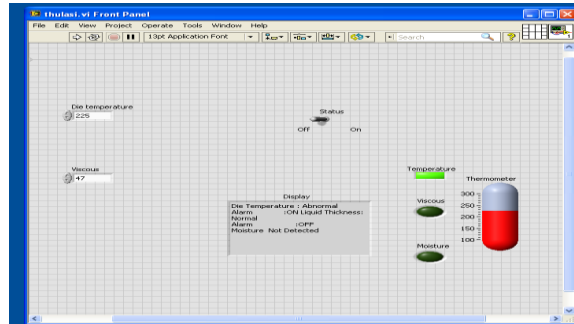 thulasi.vi Front Panel
File Edit View Project Operate Tools Window Help
13pt Application Font
Search
Die temperature
225
Status
Off On
Viscous
47
Temperature
Thermometer
Display
Die Temperature : Abnormal
Alarm :ON Liquid Thickness:
Normal
Alarm :OFF
Moisture Not Detected
Viscous
Moisture
300
250
200
150
100